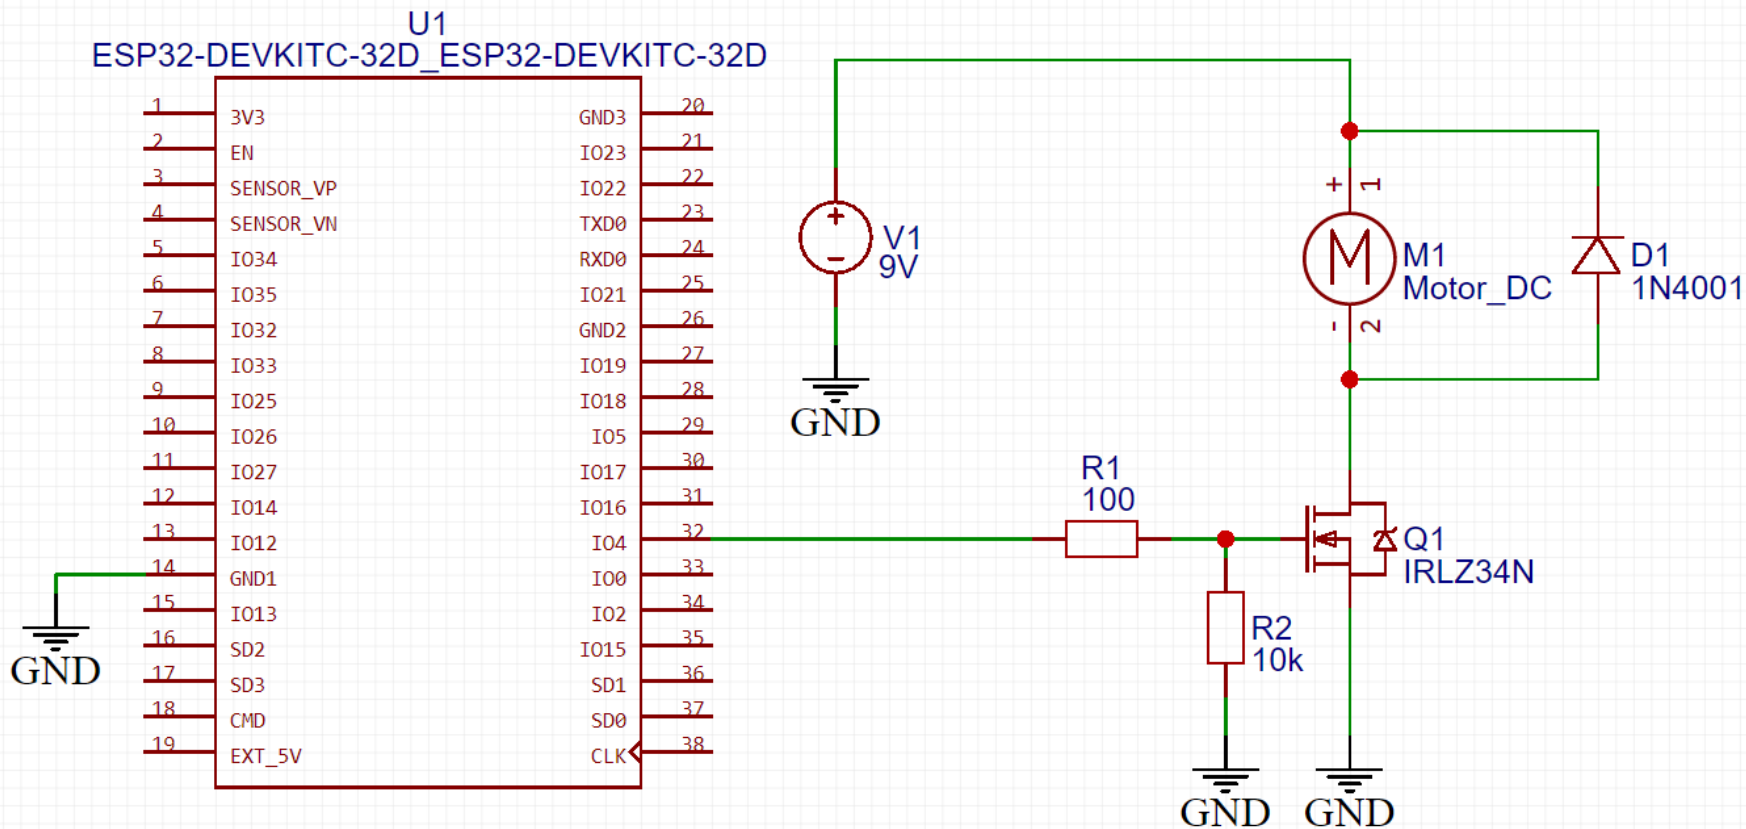 U1
ESP32-DEVKITC-32D_ESP32-DEVKITC-32D
1 3V3 GND3 20
2 EN IO23 21
3 SENSOR_VP IO22 22
4 SENSOR_VN TXD0 23
5 IO34 RXD0 24
6 IO35 IO21 25
7 IO32 GND2 26
8 IO33 IO19 27
9 IO25 IO18 28
10 IO26 IO5 29
11 IO27 IO17 30
12 IO14 IO16 31
13 IO12 IO4 32
14 GND1 IO0 33
15 IO13 IO2 34
16 SD2 IO15 35
17 SD3 SD1 36
18 CMD SD0 37
19 EXT_5V CLK 38
GND
V1
9V
GND
+ 1
M
- 2
M1
Motor_DC
D1
1N4001
R1
100
Q1
IRLZ34N
R2
10k
GND
GND